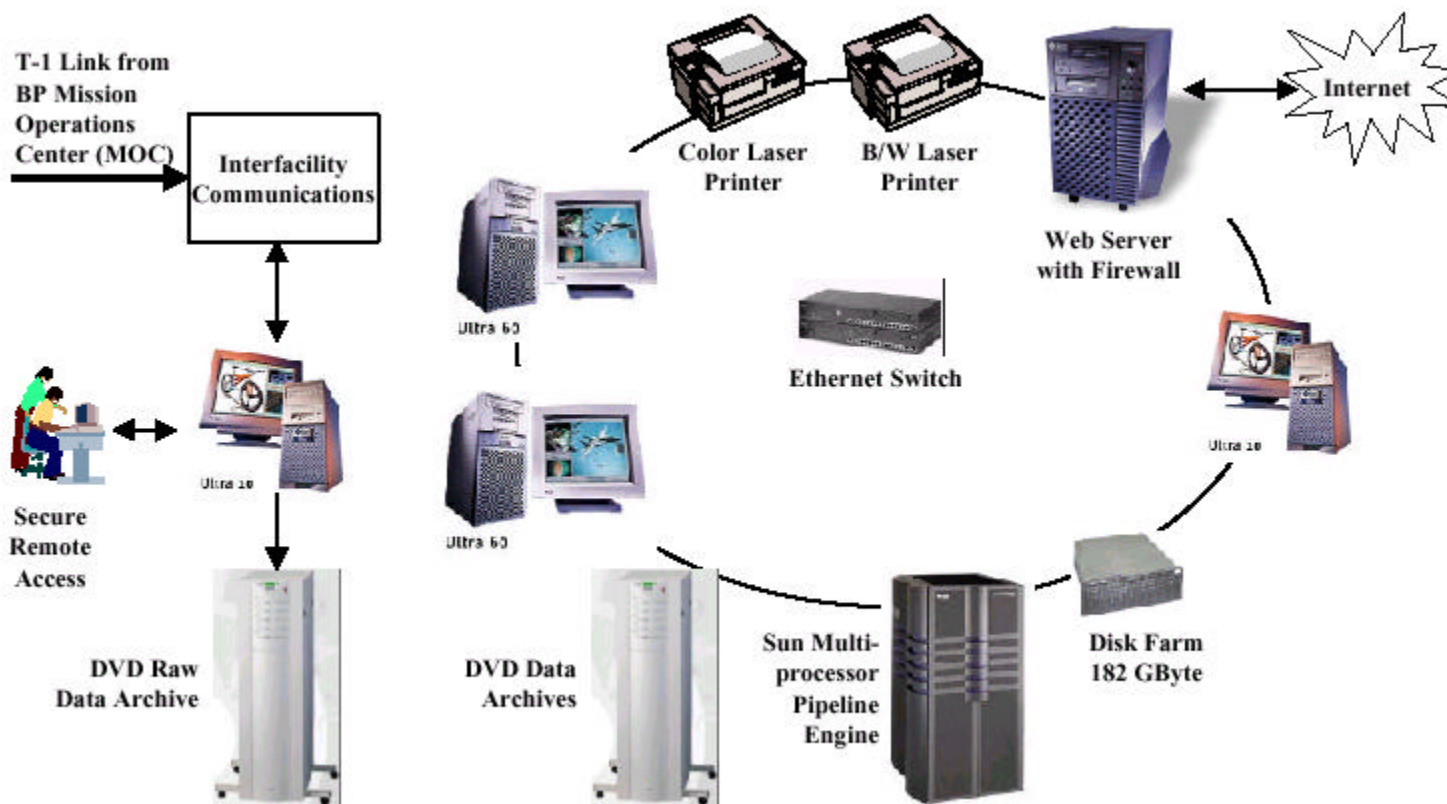 T-1 Link from
BP Mission
Operations
Center (MOC)
Interfacility
Communications
Color Laser
Printer
B/W Laser
Printer
Internet
Web Server
with Firewall
Ultra 60
Ethernet Switch
Ultra 10
Secure
Remote
Access
Ultra 60
Ultra 10
DVD Raw
Data Archive
DVD Data
Archives
Sun Multi-
processor
Pipeline
Engine
Disk Farm
182 GByte